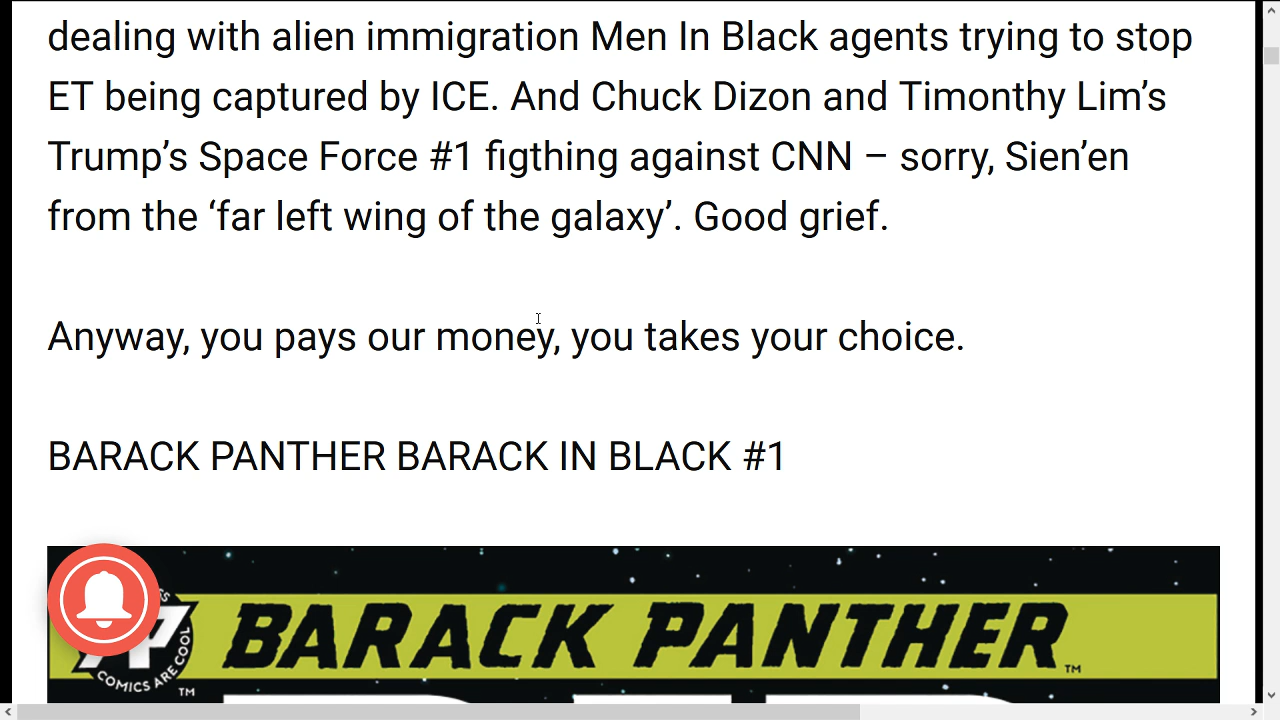 dealing with alien immigration Men In Black agents trying to stop
ET being captured by ICE. And Chuck Dizon and Timonthy Lim’s
Trump’s Space Force #1 figthing against CNN – sorry, Sien’en
from the ‘far left wing of the galaxy’. Good grief.
Anyway, you pays our money, you takes your choice.
BARACK PANTHER BARACK IN BLACK #1
BARACK PANTHER™
COMICS ARE COOL
™